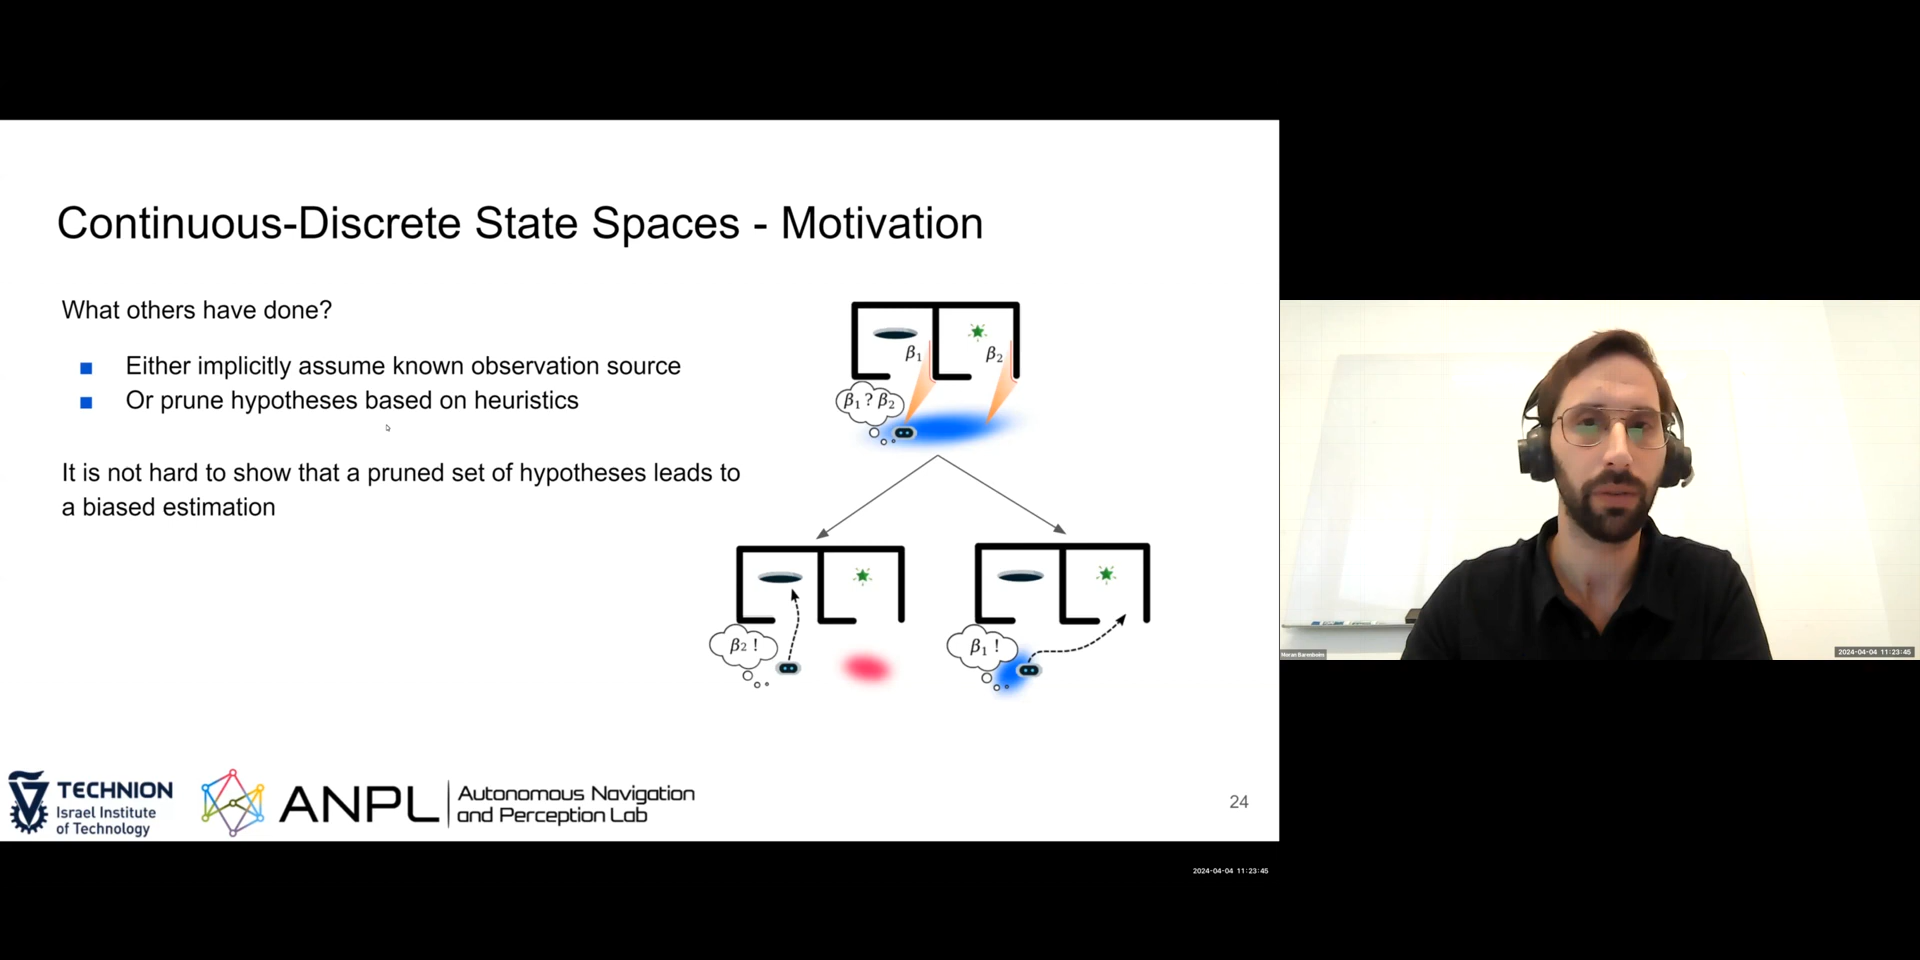 Continuous-Discrete State Spaces - Motivation
What others have done?
Either implicitly assume known observation source
Or prune hypotheses based on heuristics
It is not hard to show that a pruned set of hypotheses leads to
a biased estimation
β₁
β₂
β₁ ? β₂
β₂ !
β₁ !
TECHNION
Israel Institute
of Technology
ANPL
Autonomous Navigation
and Perception Lab
24
Moran Barenboim
2024-04-04 11:23:45
2024-04-04 11:23:45